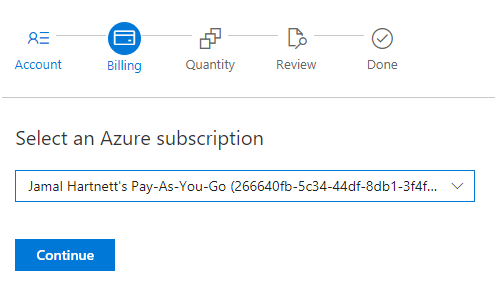 Account
Billing
Quantity
Review
Done
Select an Azure subscription
Jamal Hartnett's Pay-As-You-Go (266640fb-5c34-44df-8db1-3f4f...
Continue